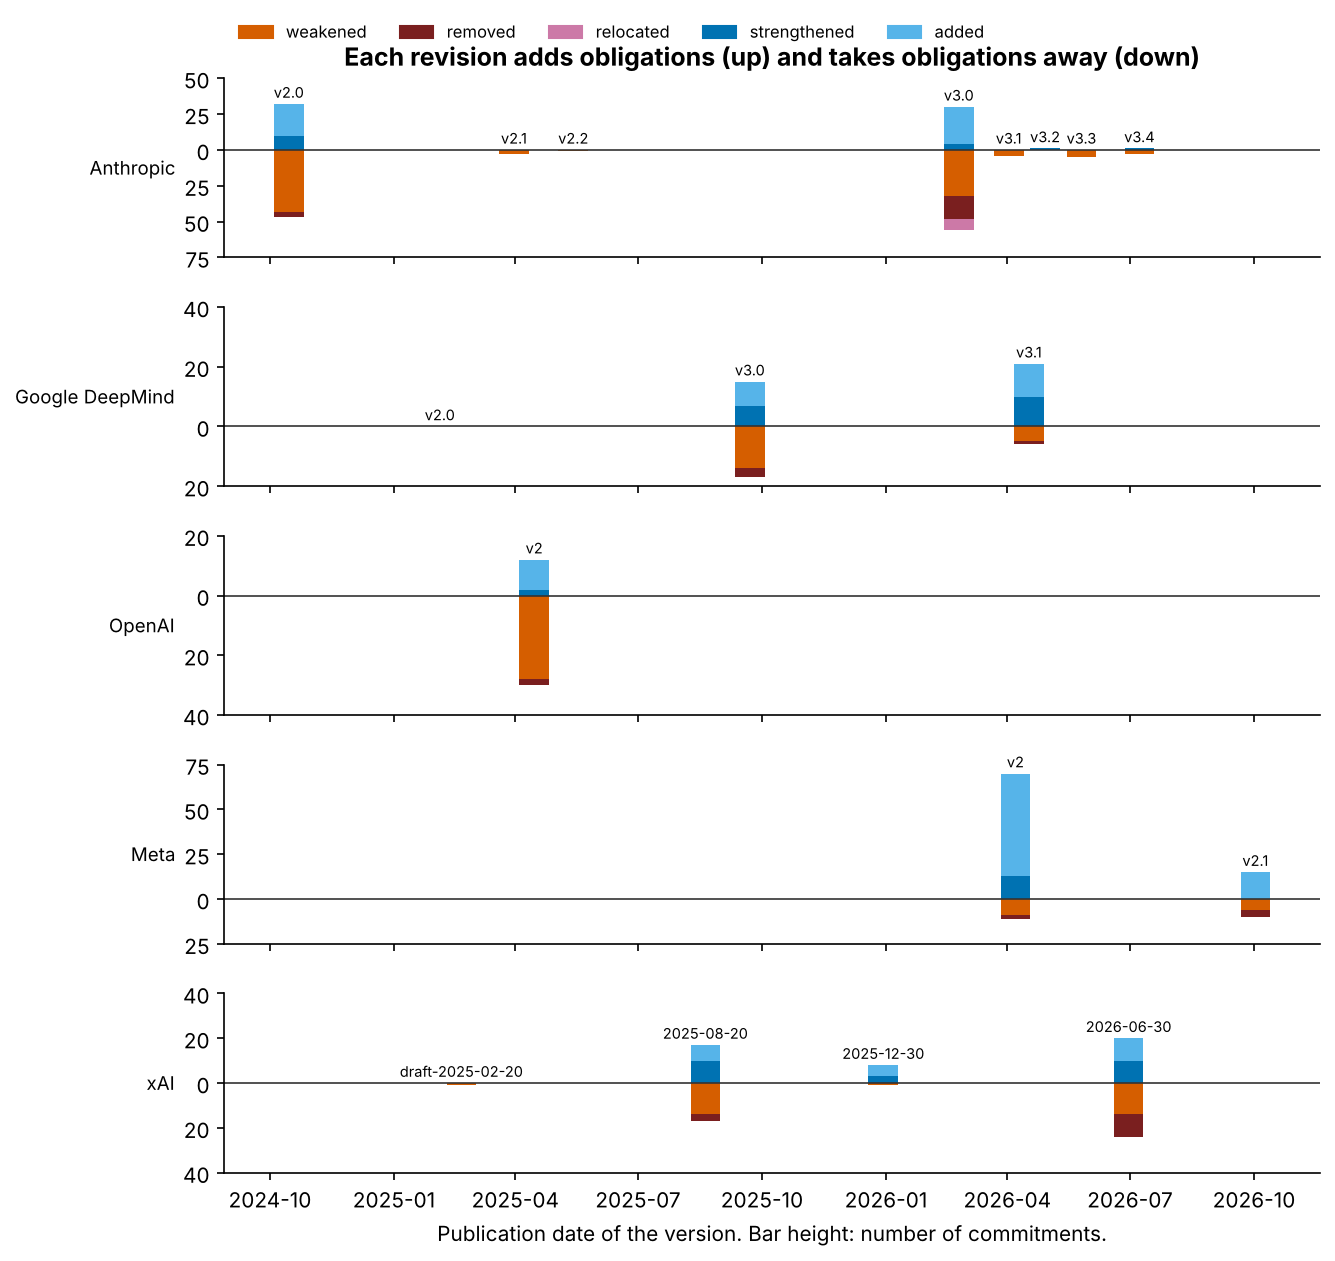 weakened removed relocated strengthened added
Each revision adds obligations (up) and takes obligations away (down)
50
25
0
25
50
75
Anthropic
v2.0
v2.1
v2.2
v3.0
v3.1
v3.2
v3.3
v3.4
40
20
0
20
Google DeepMind
v2.0
v3.0
v3.1
20
0
20
40
OpenAI
v2
75
50
25
0
25
Meta
v2
v2.1
40
20
0
20
40
xAI
draft-2025-02-20
2025-08-20
2025-12-30
2026-06-30
2024-10 2025-01 2025-04 2025-07 2025-10 2026-01 2026-04 2026-07 2026-10
Publication date of the version. Bar height: number of commitments.